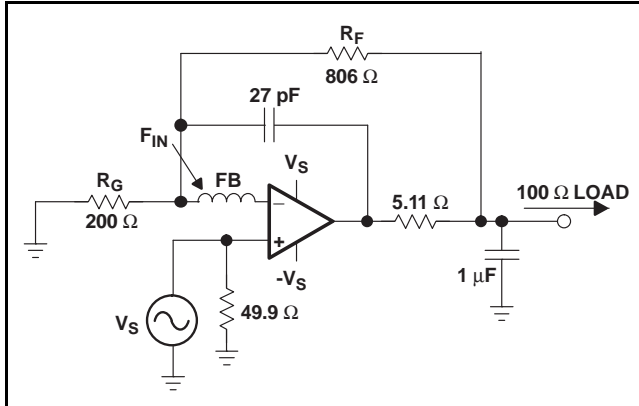 R_F
806 Ω
27 pF
F_IN
V_S
R_G
FB
200 Ω
−
+
5.11 Ω
100 Ω LOAD
-V_S
1 μF
V_S
49.9 Ω